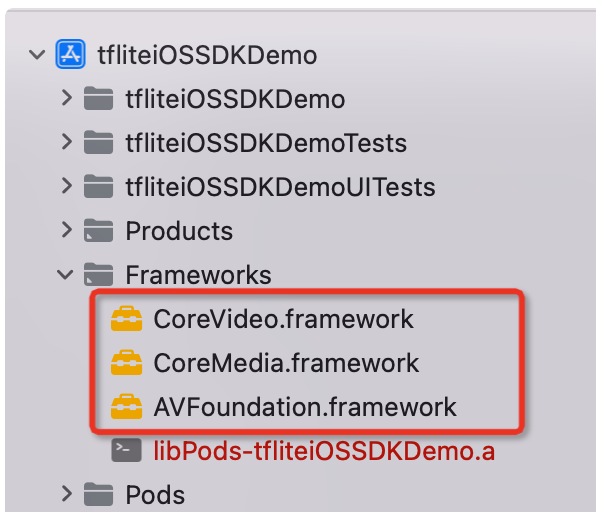 tfliteiOSSDKDemo
tfliteiOSSDKDemo
tfliteiOSSDKDemoTests
tfliteiOSSDKDemoUITests
Products
Frameworks
CoreVideo.framework
CoreMedia.framework
AVFoundation.framework
libPods-tfliteiOSSDKDemo.a
Pods